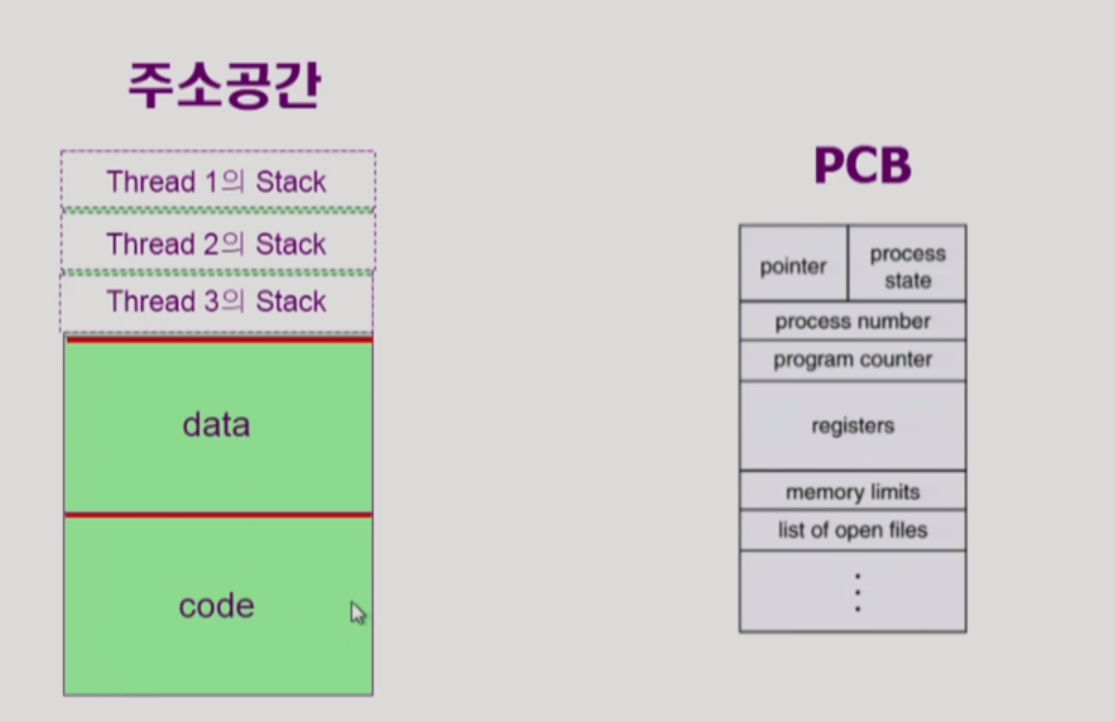 주소공간
Thread 1의 Stack
Thread 2의 Stack
Thread 3의 Stack
data
code
PCB
pointer
process
state
process number
program counter
registers
memory limits
list of open files